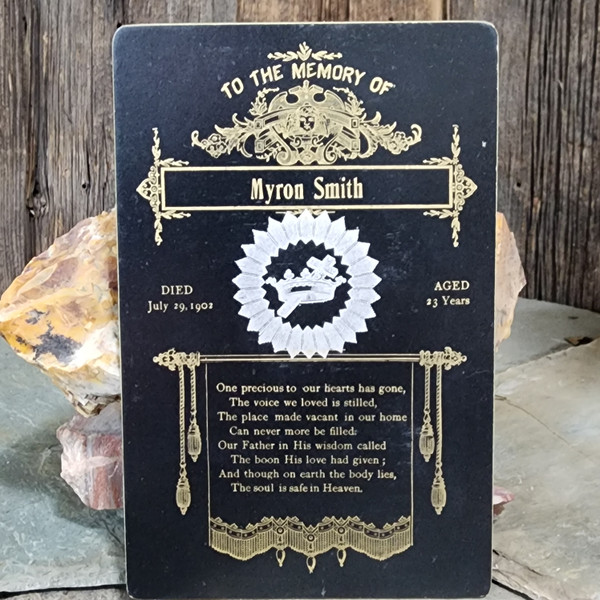 TO THE MEMORY OF
Myron Smith
DIED
July 29, 1902
AGED
23 Years
One precious to our hearts has gone,
The voice we loved is stilled,
The place made vacant in our home
Can never more be filled:
Our Father in His wisdom called
The boon His love had given;
And though on earth the body lies,
The soul is safe in Heaven.